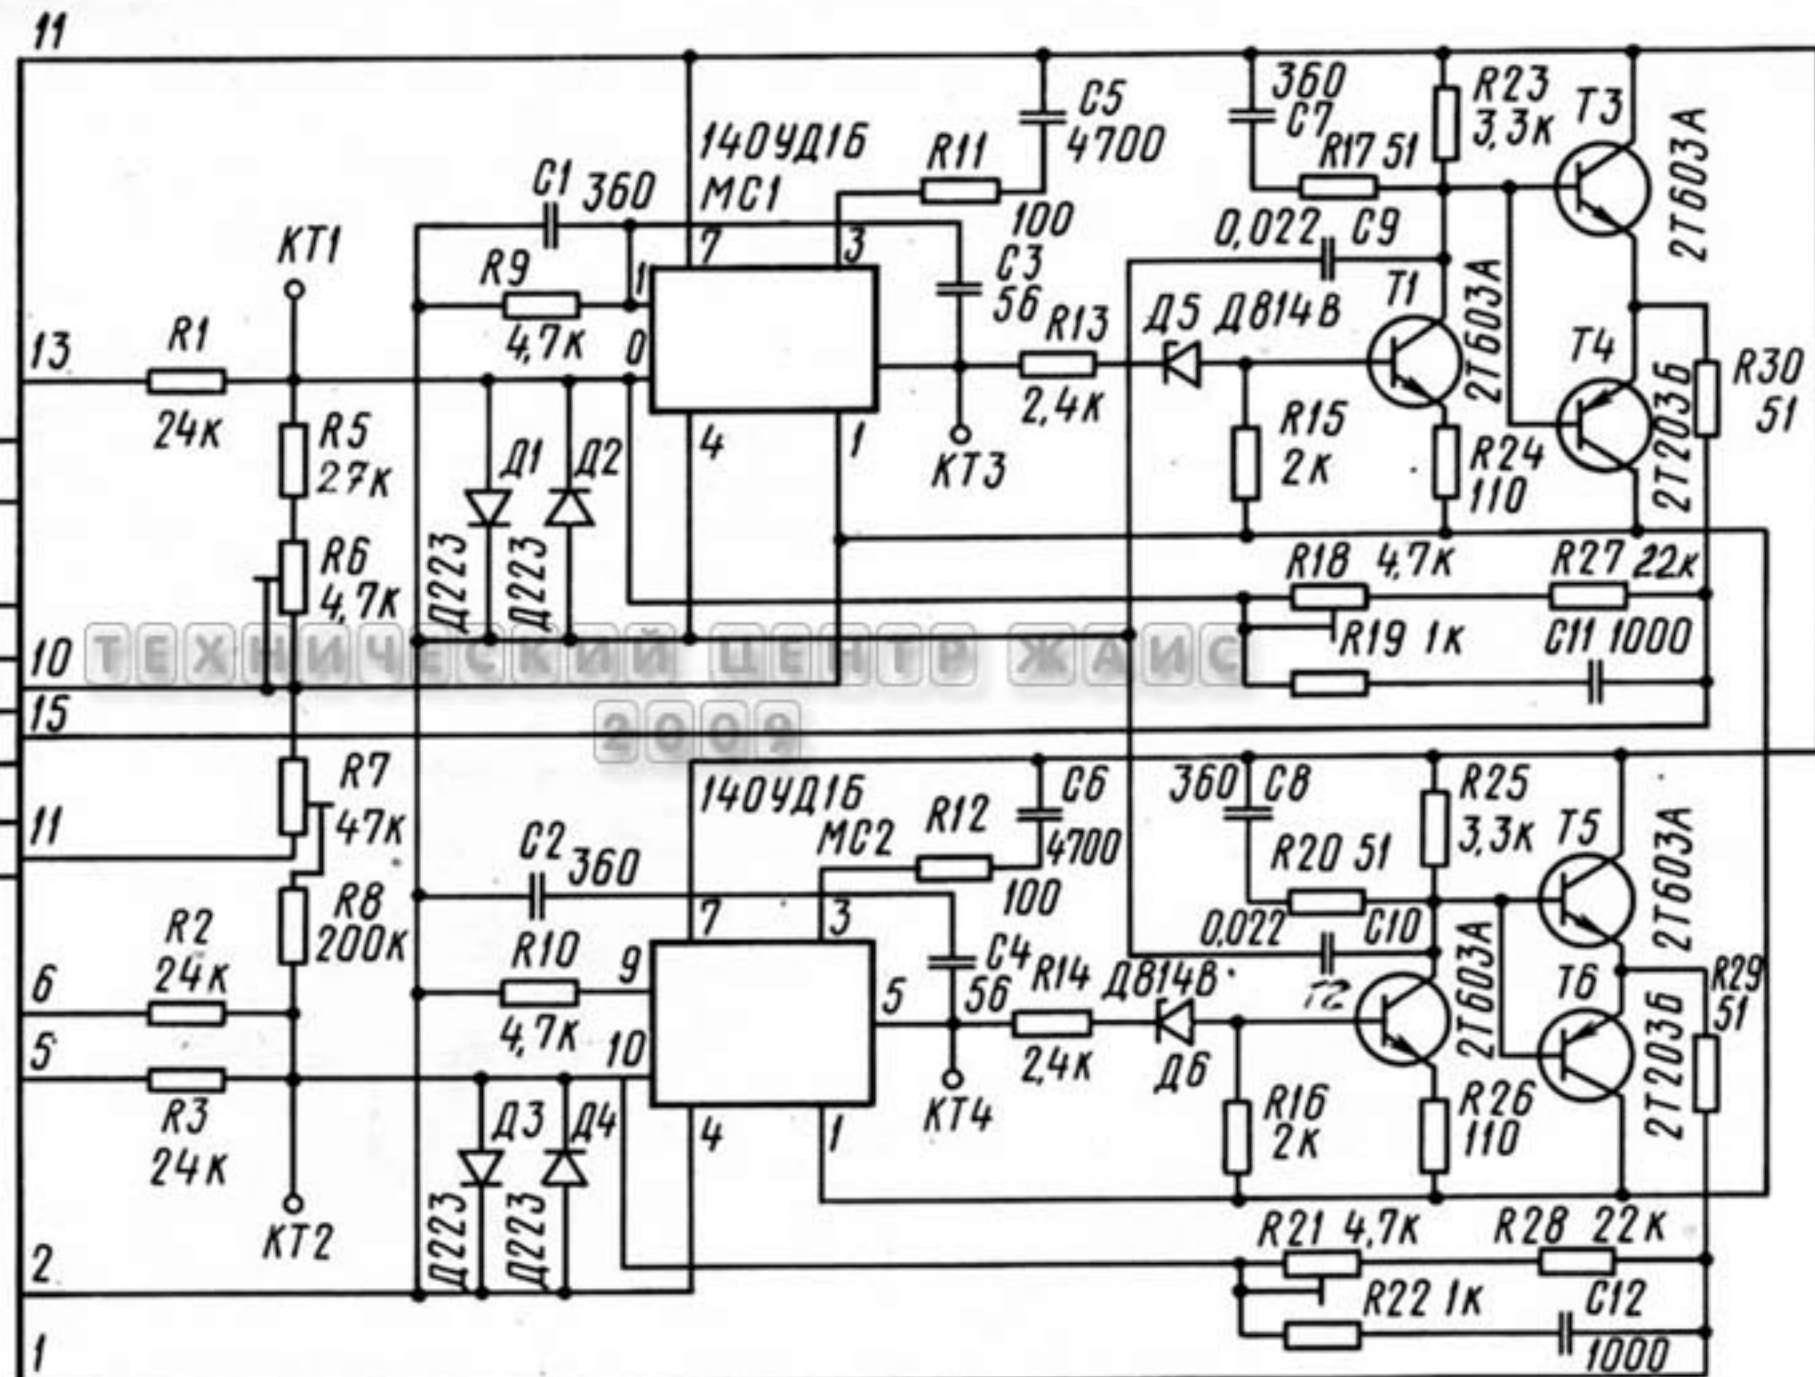 11
360
C7
R23
3,3к
T3
2Т603А
C5
4700
140УД1Б
МС1
R11
100
R17 51
C1 360
7
3
0,022 C9
КТ1
R9
4,7к
1
0
C3
56
R13
2,4к
Д5 Д814В
T1
2Т603А
T4
2Т203Б
R30
51
13
R1
24к
R5
27к
Д1
Д223
Д2
Д223
4
1
КТ3
R15
2к
R24
110
R6
4,7к
R18 4,7к
R27 22к
R19 1к
C11 1000
10
ТЕХНИЧЕСКИЙ ЦЕНТР ЖАИС
2009
15
R7
47к
140УД1Б
МС2
R12
100
C6
4700
360 C8
R25
3,3к
T5
2Т603А
11
C2 360
R20 51
R8
200к
7
3
0,022
C10
R2
24к
R10
4,7к
9
10
5
C4
56
R14
2,4к
Д814В
Д6
Т2
2Т603А
T6
2Т203Б
R29
51
6
5
R3
24к
Д3
Д223
Д4
Д223
4
1
КТ4
R16
2к
R26
110
КТ2
R21 4,7к
R28 22к
2
R22 1к
C12
1000
1